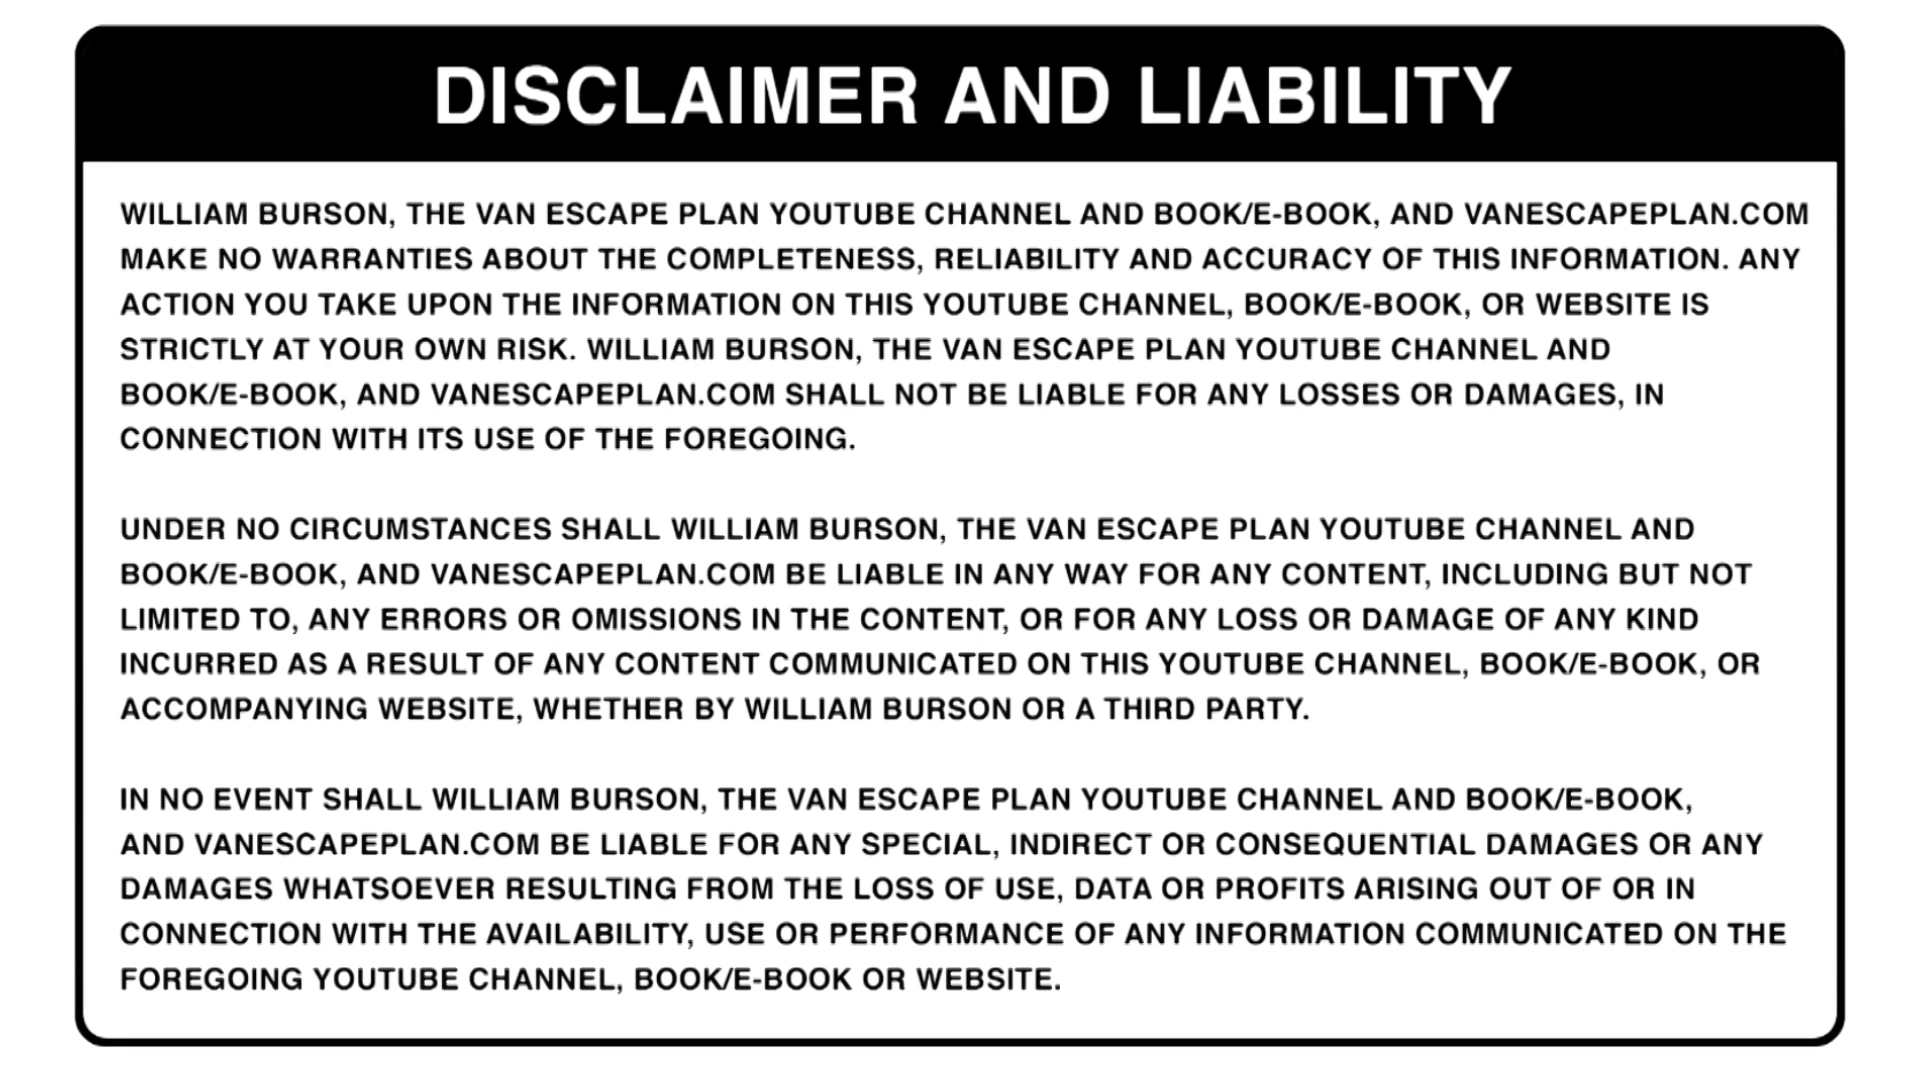 DISCLAIMER AND LIABILITY
WILLIAM BURSON, THE VAN ESCAPE PLAN YOUTUBE CHANNEL AND BOOK/E-BOOK, AND VANESCAPEPLAN.COM
MAKE NO WARRANTIES ABOUT THE COMPLETENESS, RELIABILITY AND ACCURACY OF THIS INFORMATION. ANY
ACTION YOU TAKE UPON THE INFORMATION ON THIS YOUTUBE CHANNEL, BOOK/E-BOOK, OR WEBSITE IS
STRICTLY AT YOUR OWN RISK. WILLIAM BURSON, THE VAN ESCAPE PLAN YOUTUBE CHANNEL AND
BOOK/E-BOOK, AND VANESCAPEPLAN.COM SHALL NOT BE LIABLE FOR ANY LOSSES OR DAMAGES, IN
CONNECTION WITH ITS USE OF THE FOREGOING.
UNDER NO CIRCUMSTANCES SHALL WILLIAM BURSON, THE VAN ESCAPE PLAN YOUTUBE CHANNEL AND
BOOK/E-BOOK, AND VANESCAPEPLAN.COM BE LIABLE IN ANY WAY FOR ANY CONTENT, INCLUDING BUT NOT
LIMITED TO, ANY ERRORS OR OMISSIONS IN THE CONTENT, OR FOR ANY LOSS OR DAMAGE OF ANY KIND
INCURRED AS A RESULT OF ANY CONTENT COMMUNICATED ON THIS YOUTUBE CHANNEL, BOOK/E-BOOK, OR
ACCOMPANYING WEBSITE, WHETHER BY WILLIAM BURSON OR A THIRD PARTY.
IN NO EVENT SHALL WILLIAM BURSON, THE VAN ESCAPE PLAN YOUTUBE CHANNEL AND BOOK/E-BOOK,
AND VANESCAPEPLAN.COM BE LIABLE FOR ANY SPECIAL, INDIRECT OR CONSEQUENTIAL DAMAGES OR ANY
DAMAGES WHATSOEVER RESULTING FROM THE LOSS OF USE, DATA OR PROFITS ARISING OUT OF OR IN
CONNECTION WITH THE AVAILABILITY, USE OR PERFORMANCE OF ANY INFORMATION COMMUNICATED ON THE
FOREGOING YOUTUBE CHANNEL, BOOK/E-BOOK OR WEBSITE.